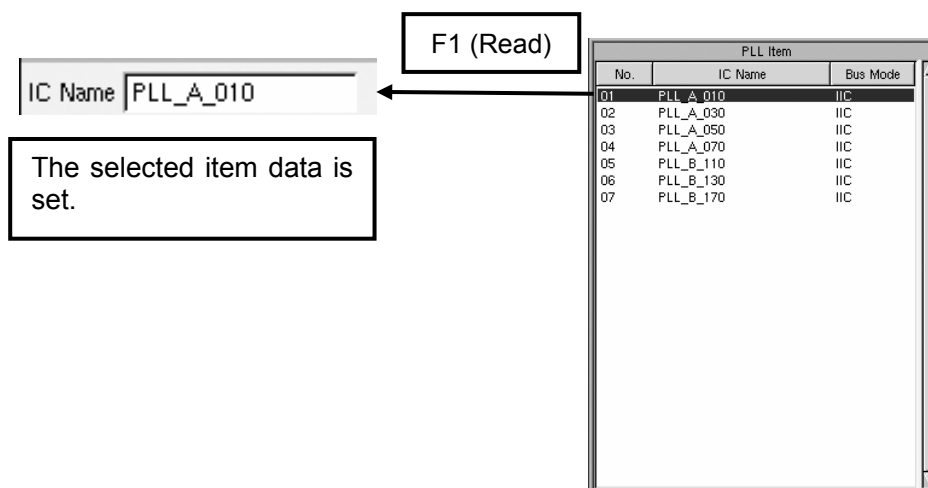 F1 (Read)
IC Name PLL_A_010
The selected item data is
set.
PLL Item
No. IC Name Bus Mode
01 PLL_A_010 IIC
02 PLL_A_030 IIC
03 PLL_A_050 IIC
04 PLL_A_070 IIC
05 PLL_B_110 IIC
06 PLL_B_130 IIC
07 PLL_B_170 IIC